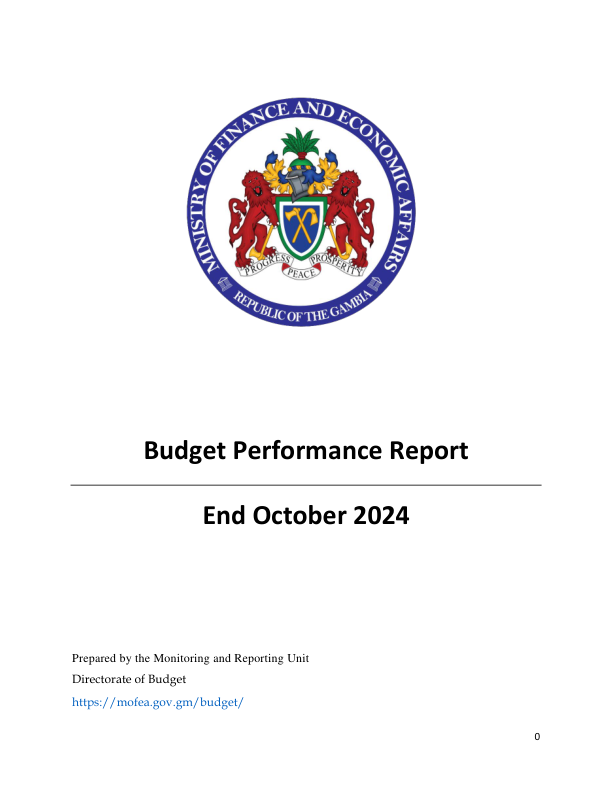 MINISTRY OF FINANCE AND ECONOMIC AFFAIRS
PROGRESS
PEACE
PROSPERITY
REPUBLIC OF THE GAMBIA
Budget Performance Report
End October 2024
Prepared by the Monitoring and Reporting Unit
Directorate of Budget
https://mofea.gov.gm/budget/
0